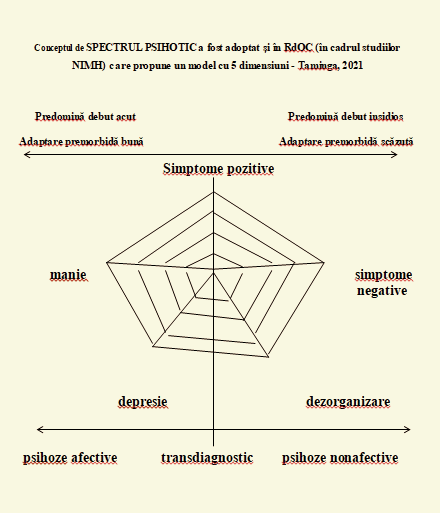 Conceptul de SPECTRUL PSIHOTIC a fost adoptat și în RdOC (în cadrul studiilor
NIMH) care propune un model cu 5 dimensiuni - Taminga, 2021
Predomină debut acut
Predomină debut insidios
Adaptare premorbidă bună
Adaptare premorbidă scăzută
Simptome pozitive
manie
simptome
negative
depresie
dezorganizare
psihoze afective
transdiagnostic
psihoze nonafective